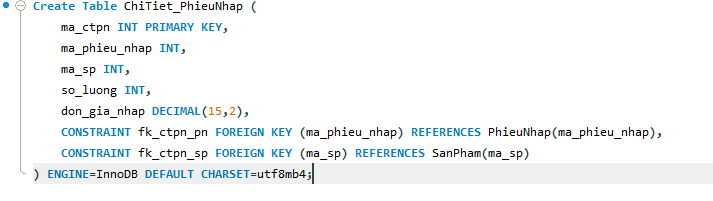 Create Table ChiTiet_PhieuNhap (
ma_ctpn INT PRIMARY KEY,
ma_phieu_nhap INT,
ma_sp INT,
so_luong INT,
don_gia_nhap DECIMAL(15,2),
CONSTRAINT fk_ctpn_pn FOREIGN KEY (ma_phieu_nhap) REFERENCES PhieuNhap(ma_phieu_nhap),
CONSTRAINT fk_ctpn_sp FOREIGN KEY (ma_sp) REFERENCES SanPham(ma_sp)
) ENGINE=InnoDB DEFAULT CHARSET=utf8mb4;